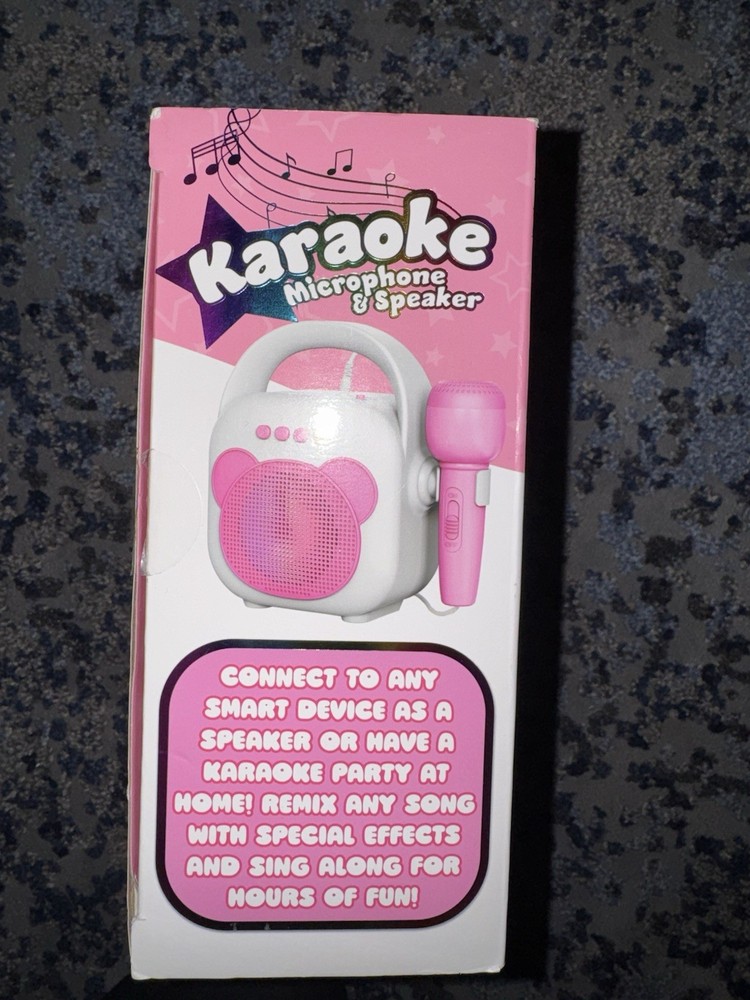 Karaoke
Microphone
& Speaker
CONNECT TO ANY
SMART DEVICE AS A
SPEAKER OR HAVE A
KARAOKE PARTY AT
HOME! REMIX ANY SONG
WITH SPECIAL EFFECTS
AND SING ALONG FOR
HOURS OF FUN!